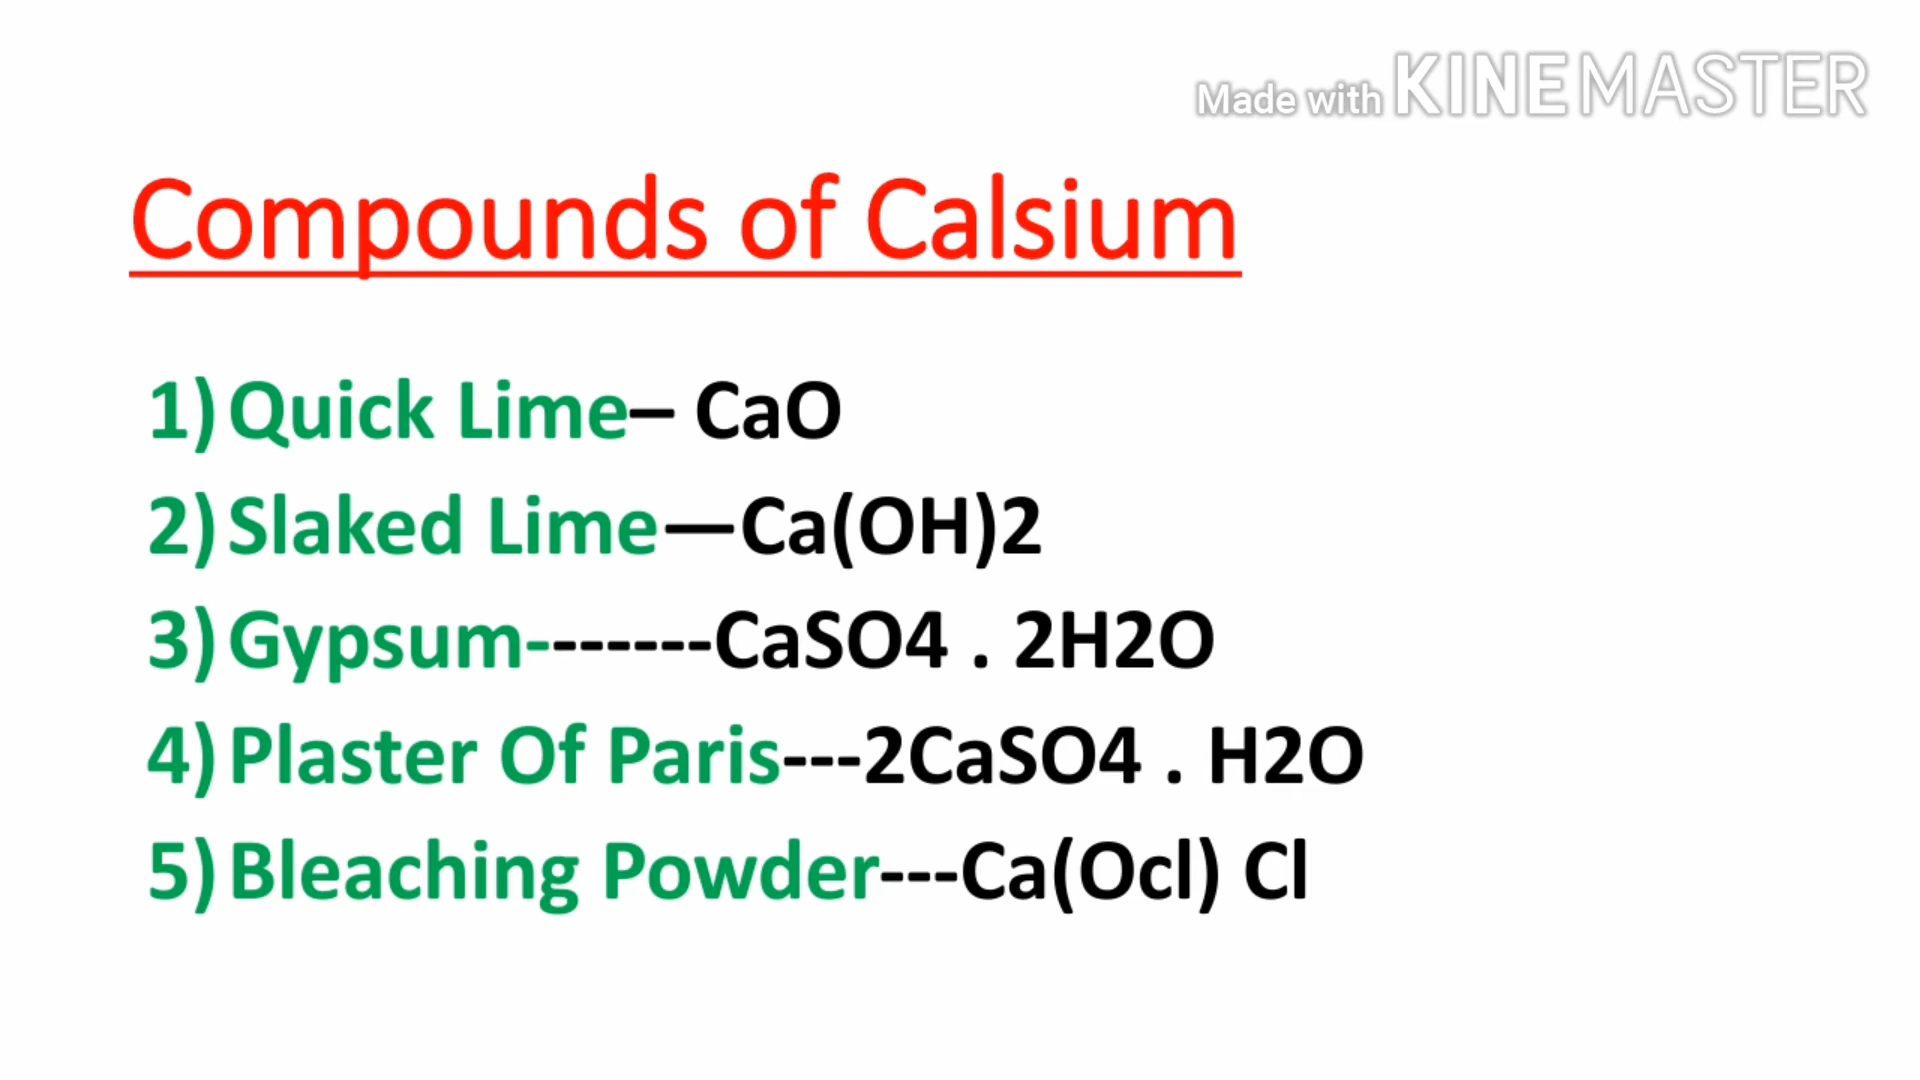 Made with KINEMASTER
Compounds of Calsium
1) Quick Lime– CaO
2) Slaked Lime—Ca(OH)2
3) Gypsum-------CaSO4 . 2H2O
4) Plaster Of Paris---2CaSO4 . H2O
5) Bleaching Powder---Ca(Ocl) Cl